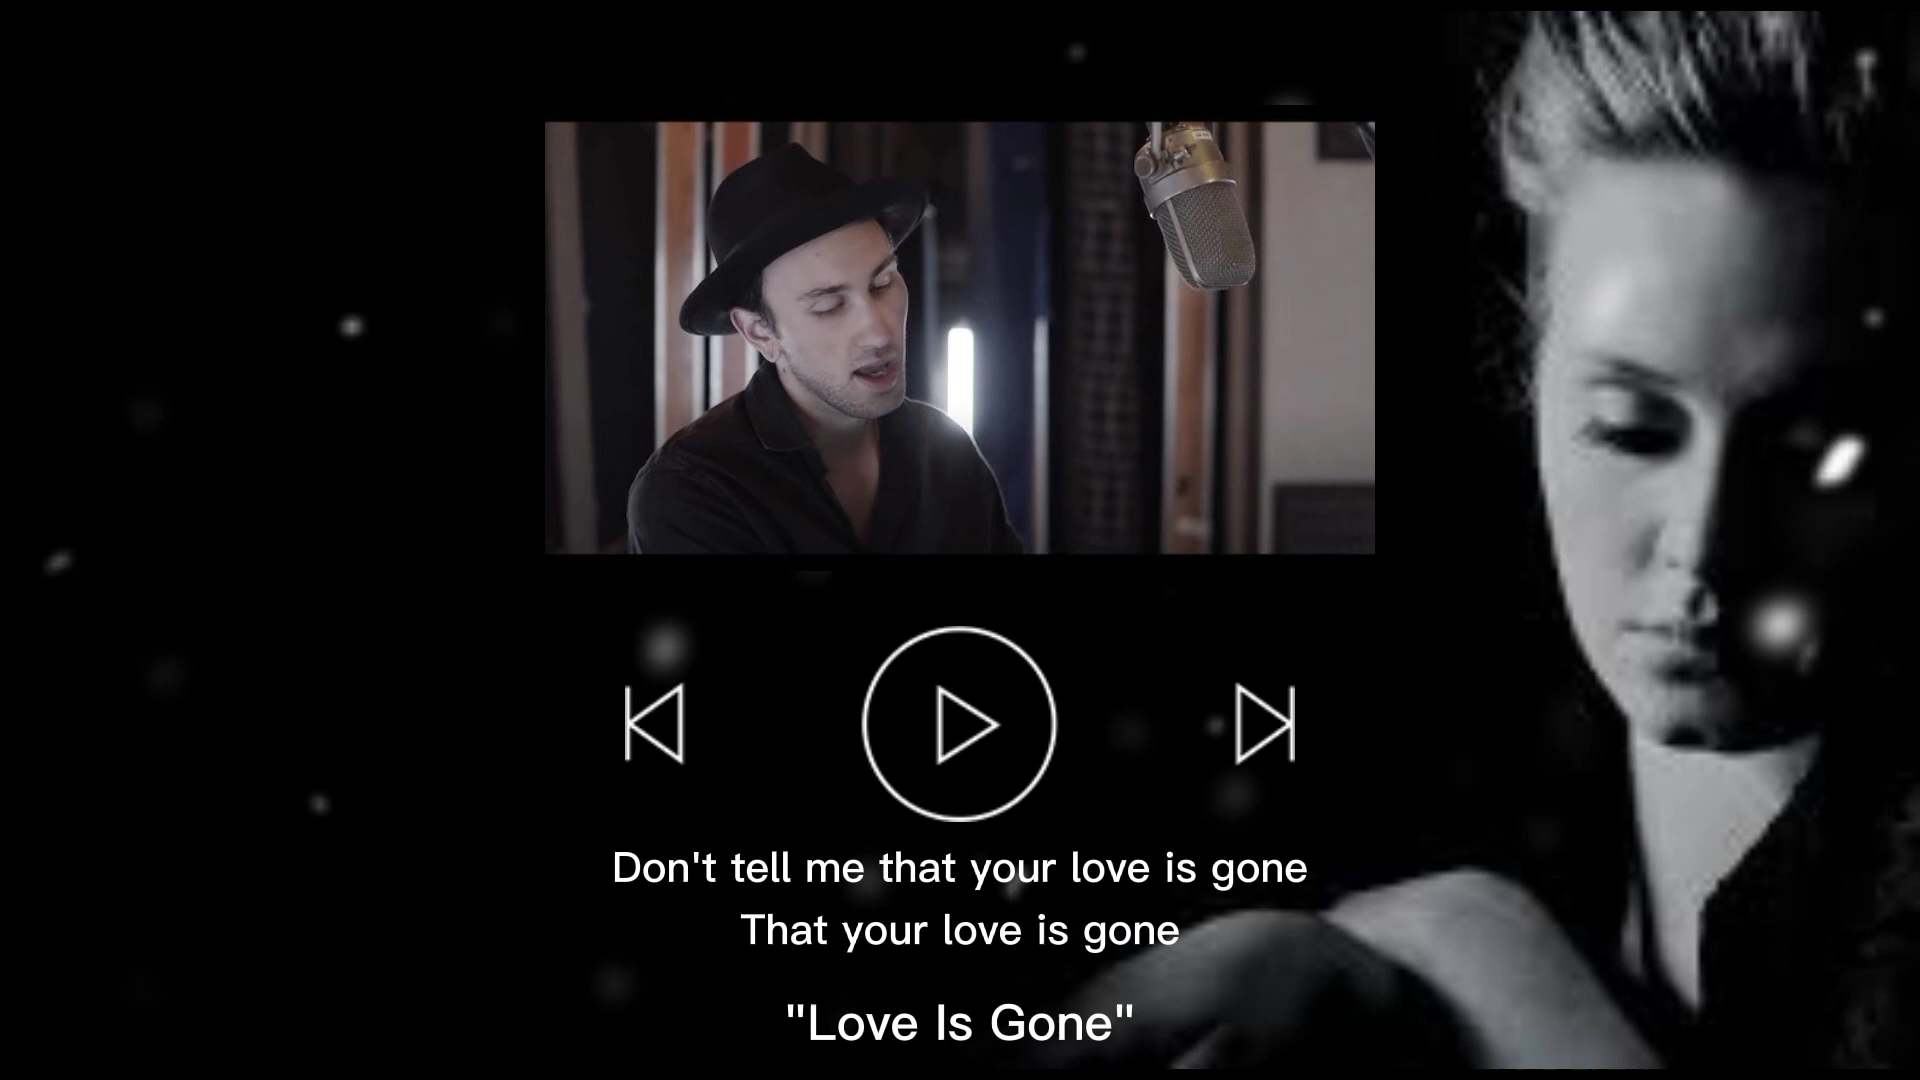 Don't tell me that your love is gone
That your love is gone
"Love Is Gone"